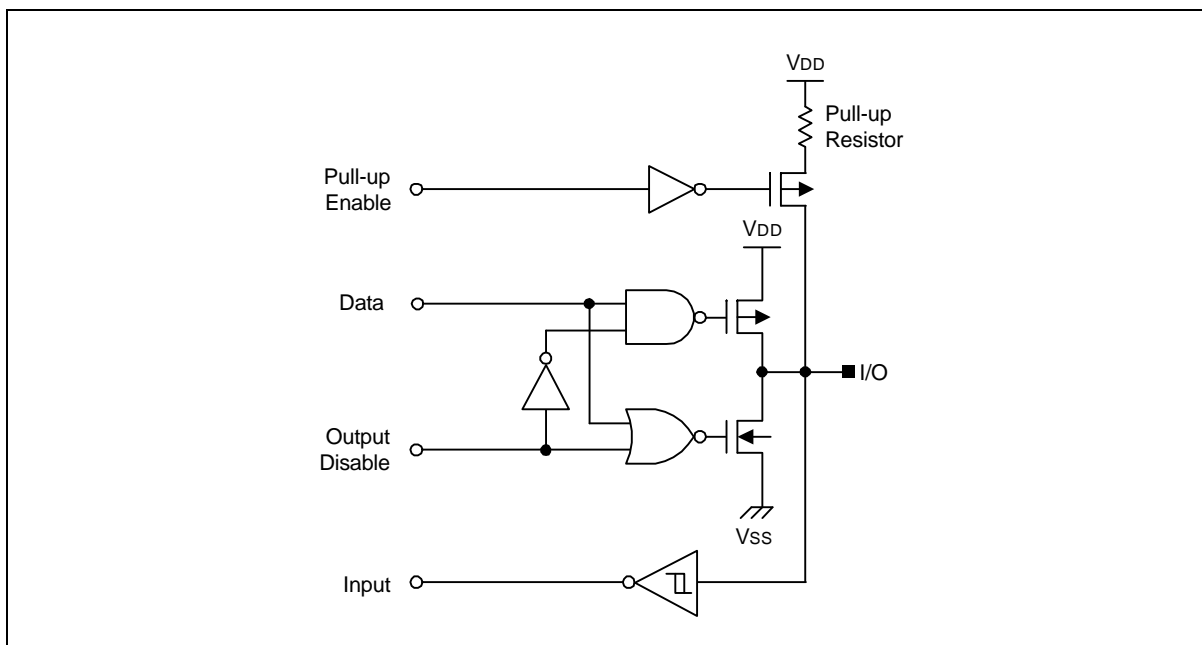 VDD
Pull-up
Resistor
Pull-up
Enable
VDD
Data
I/O
Output
Disable
VSS
Input